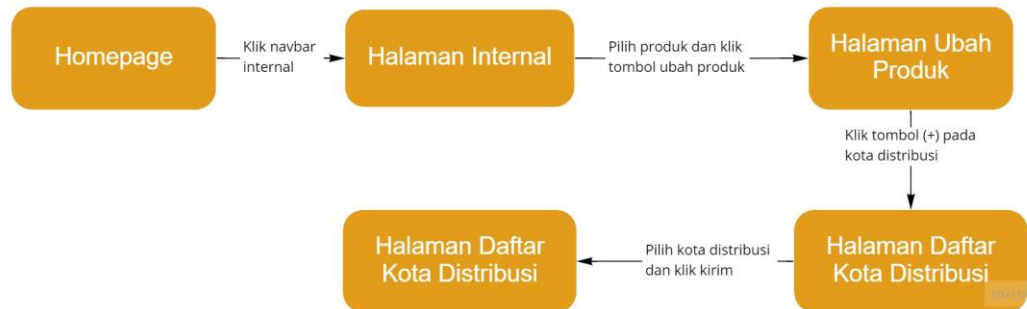 Homepage
Klik navbar
internal
Halaman Internal
Pilih produk dan klik
tombol ubah produk
Halaman Ubah
Produk
Klik tombol (+) pada
kota distribusi
Halaman Daftar
Kota Distribusi
Pilih kota distribusi
dan klik kirim
Halaman Daftar
Kota Distribusi
miro